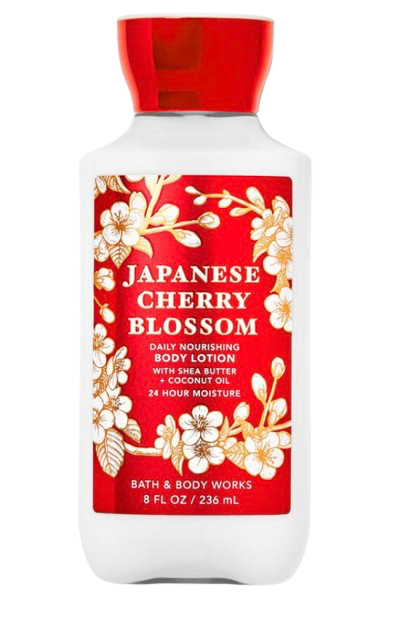 JAPANESE
CHERRY
BLOSSOM
DAILY NOURISHING
BODY LOTION
WITH SHEA BUTTER
+ COCONUT OIL
24 HOUR MOISTURE
BATH & BODY WORKS
8 FL OZ / 236 mL